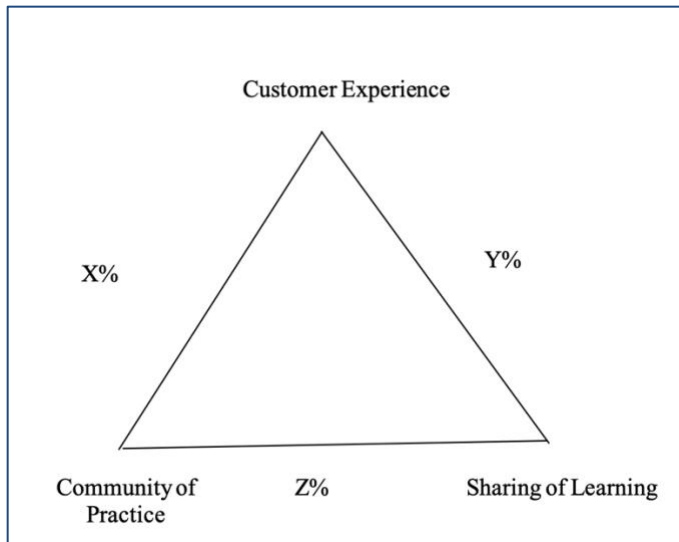 Customer Experience
X%
Y%
Community of
Practice
Z%
Sharing of Learning